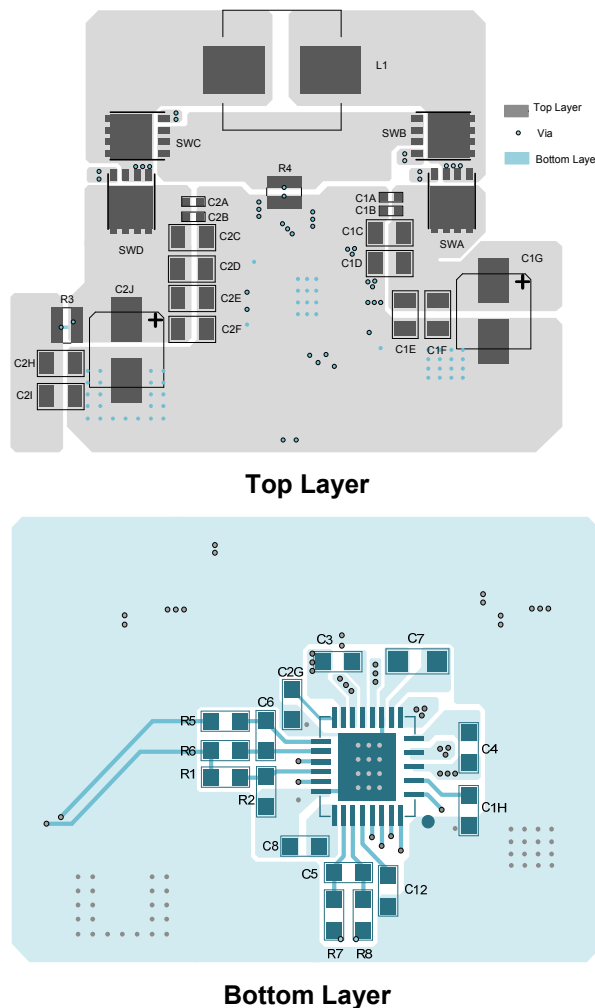 L1
Top Layer
SWC
SWB
Via
Bottom Laye
R4
C2A
C1A
C2B
C1B
C2C
C1C
SWD
SWA
C2D
C1D
C1G
R3
C2J
C2E
C2F
C1E
C1F
C2H
C2I
Top Layer
C3
C7
C2G
R5
C6
R6
C4
R1
R2
C1H
C8
C5
C12
R7
R8
Bottom Layer